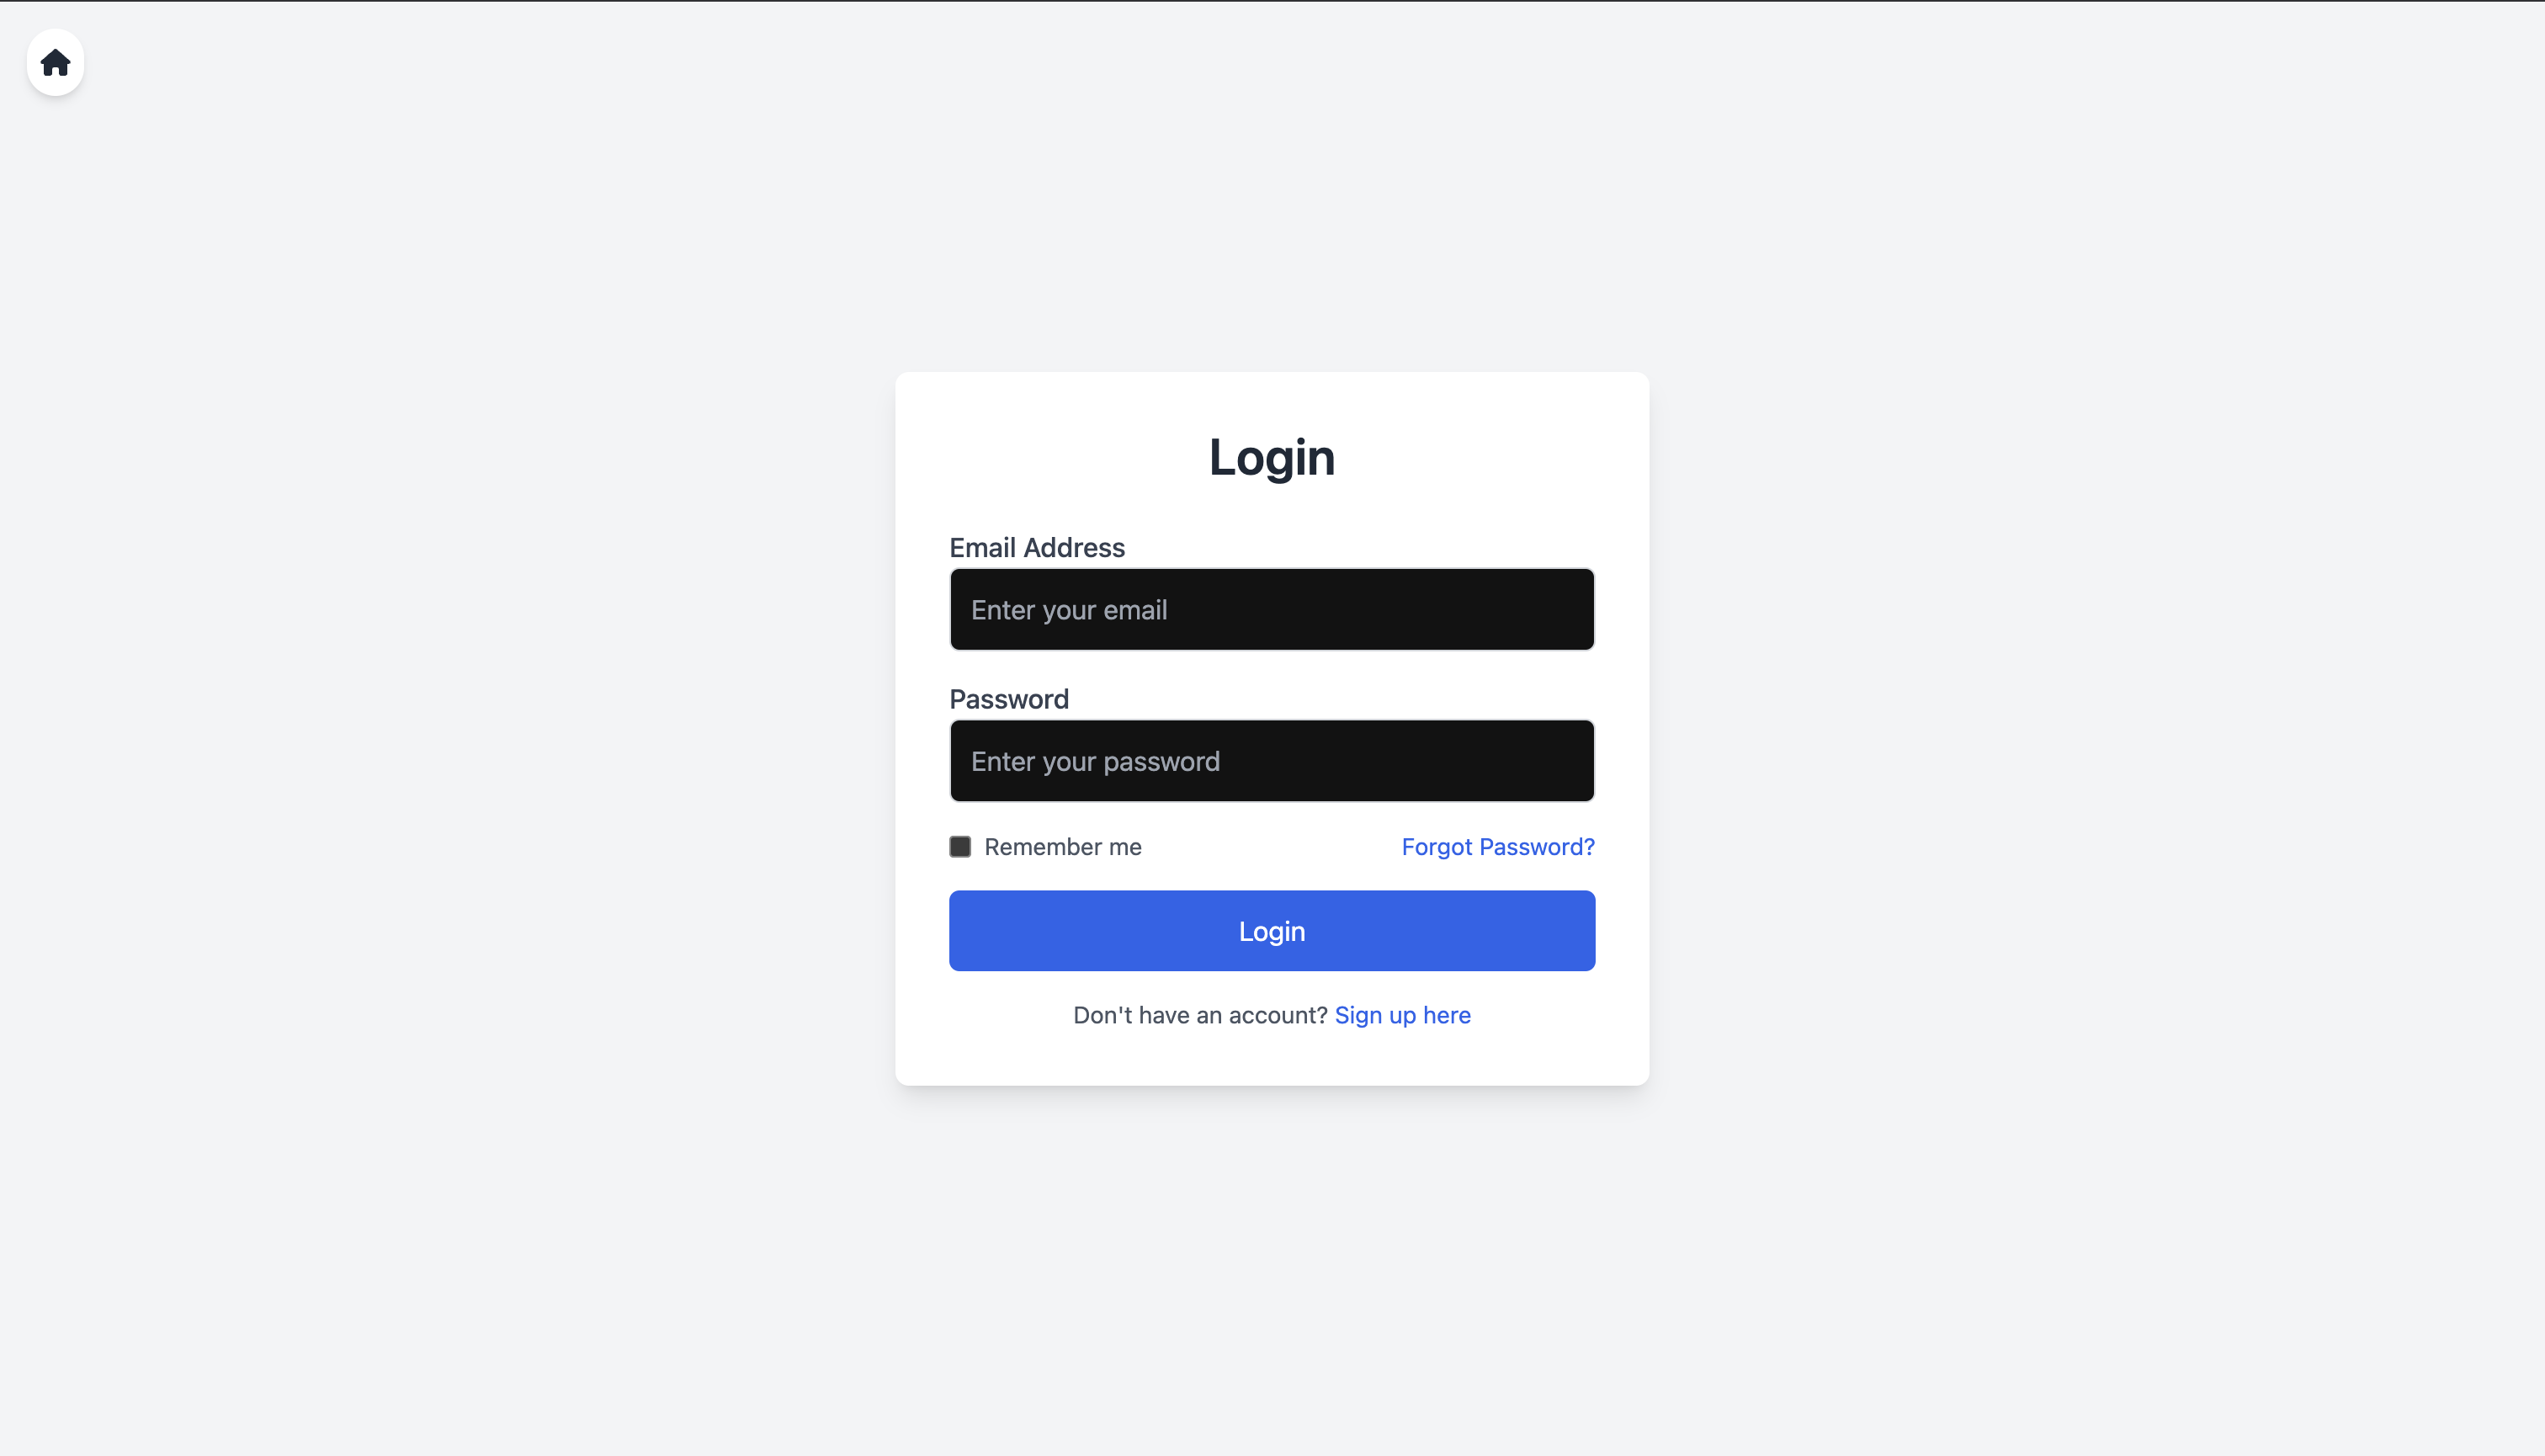 Login
Email Address
Enter your email
Password
Enter your password
Remember me
Forgot Password?
Login
Don't have an account? Sign up here